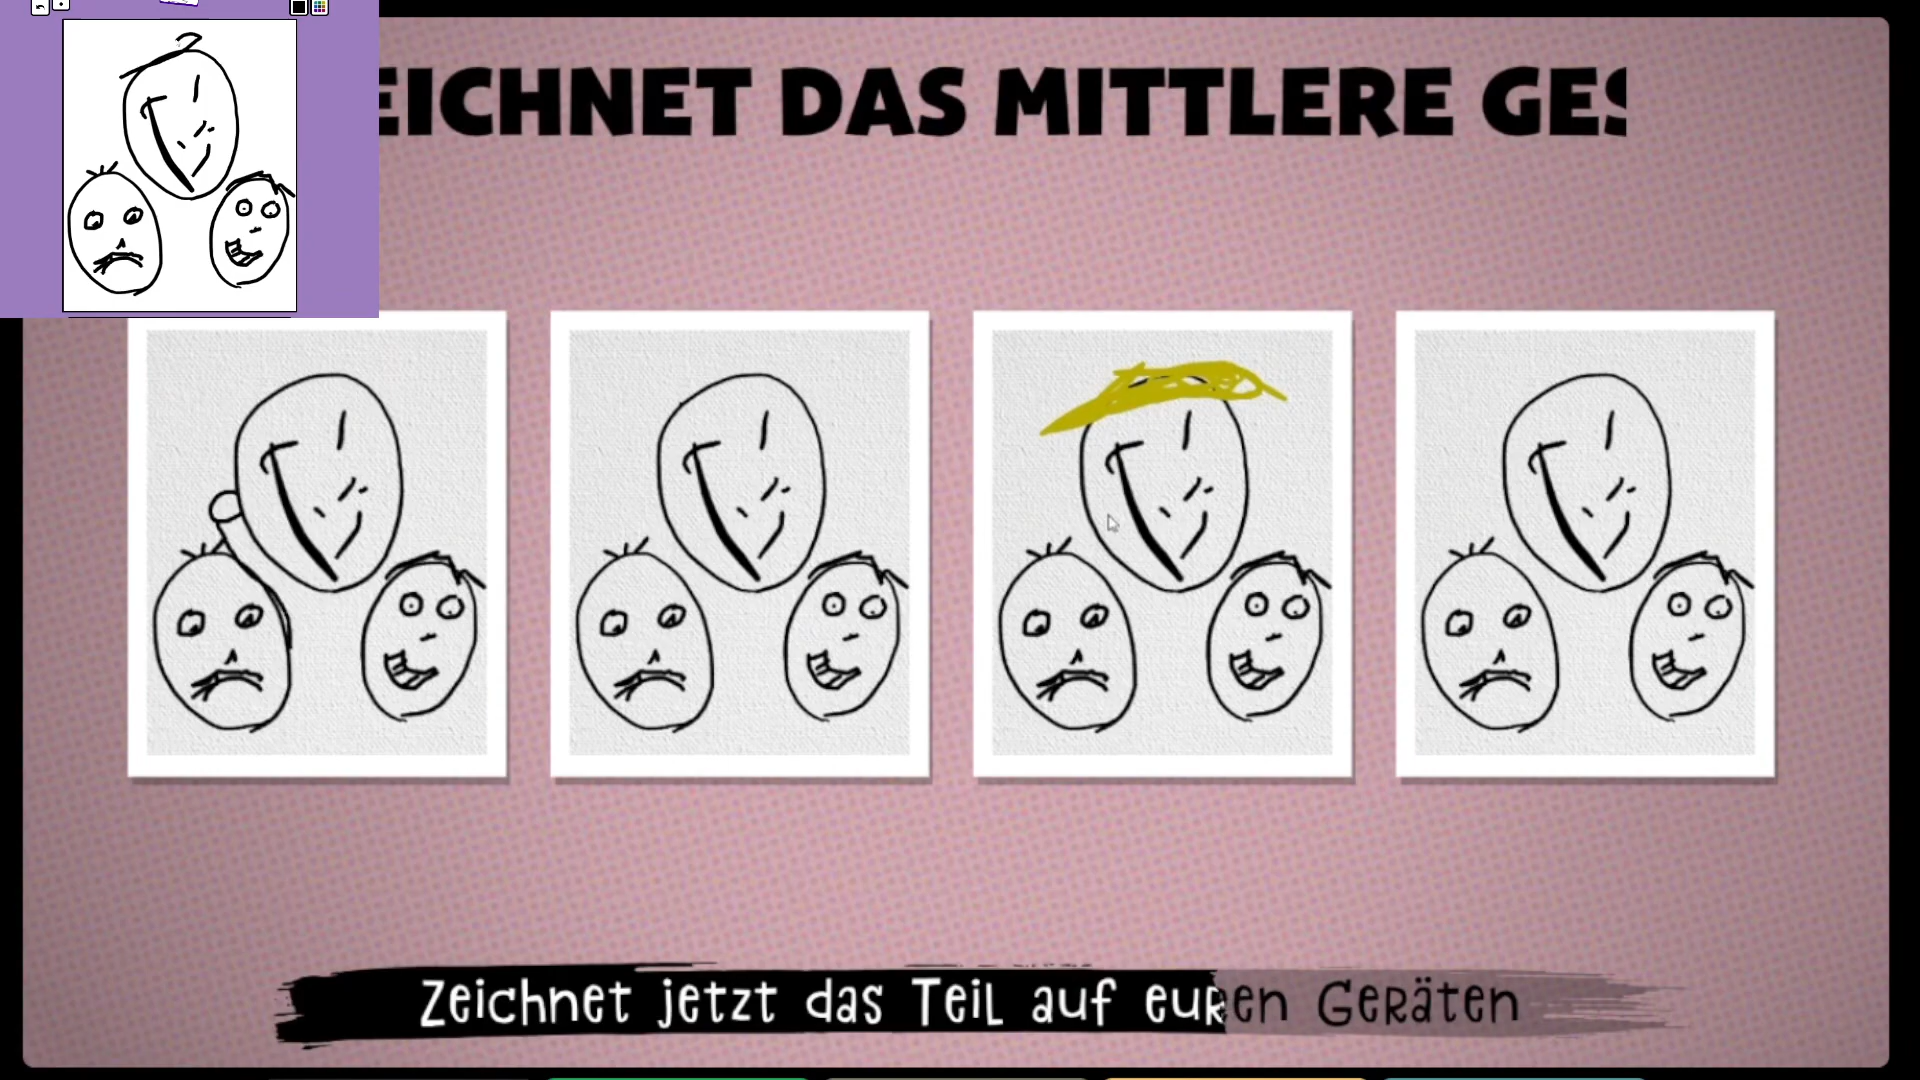 EICHNET DAS MITTLERE GES
Zeichnet jetzt das Teil auf euren Geräten